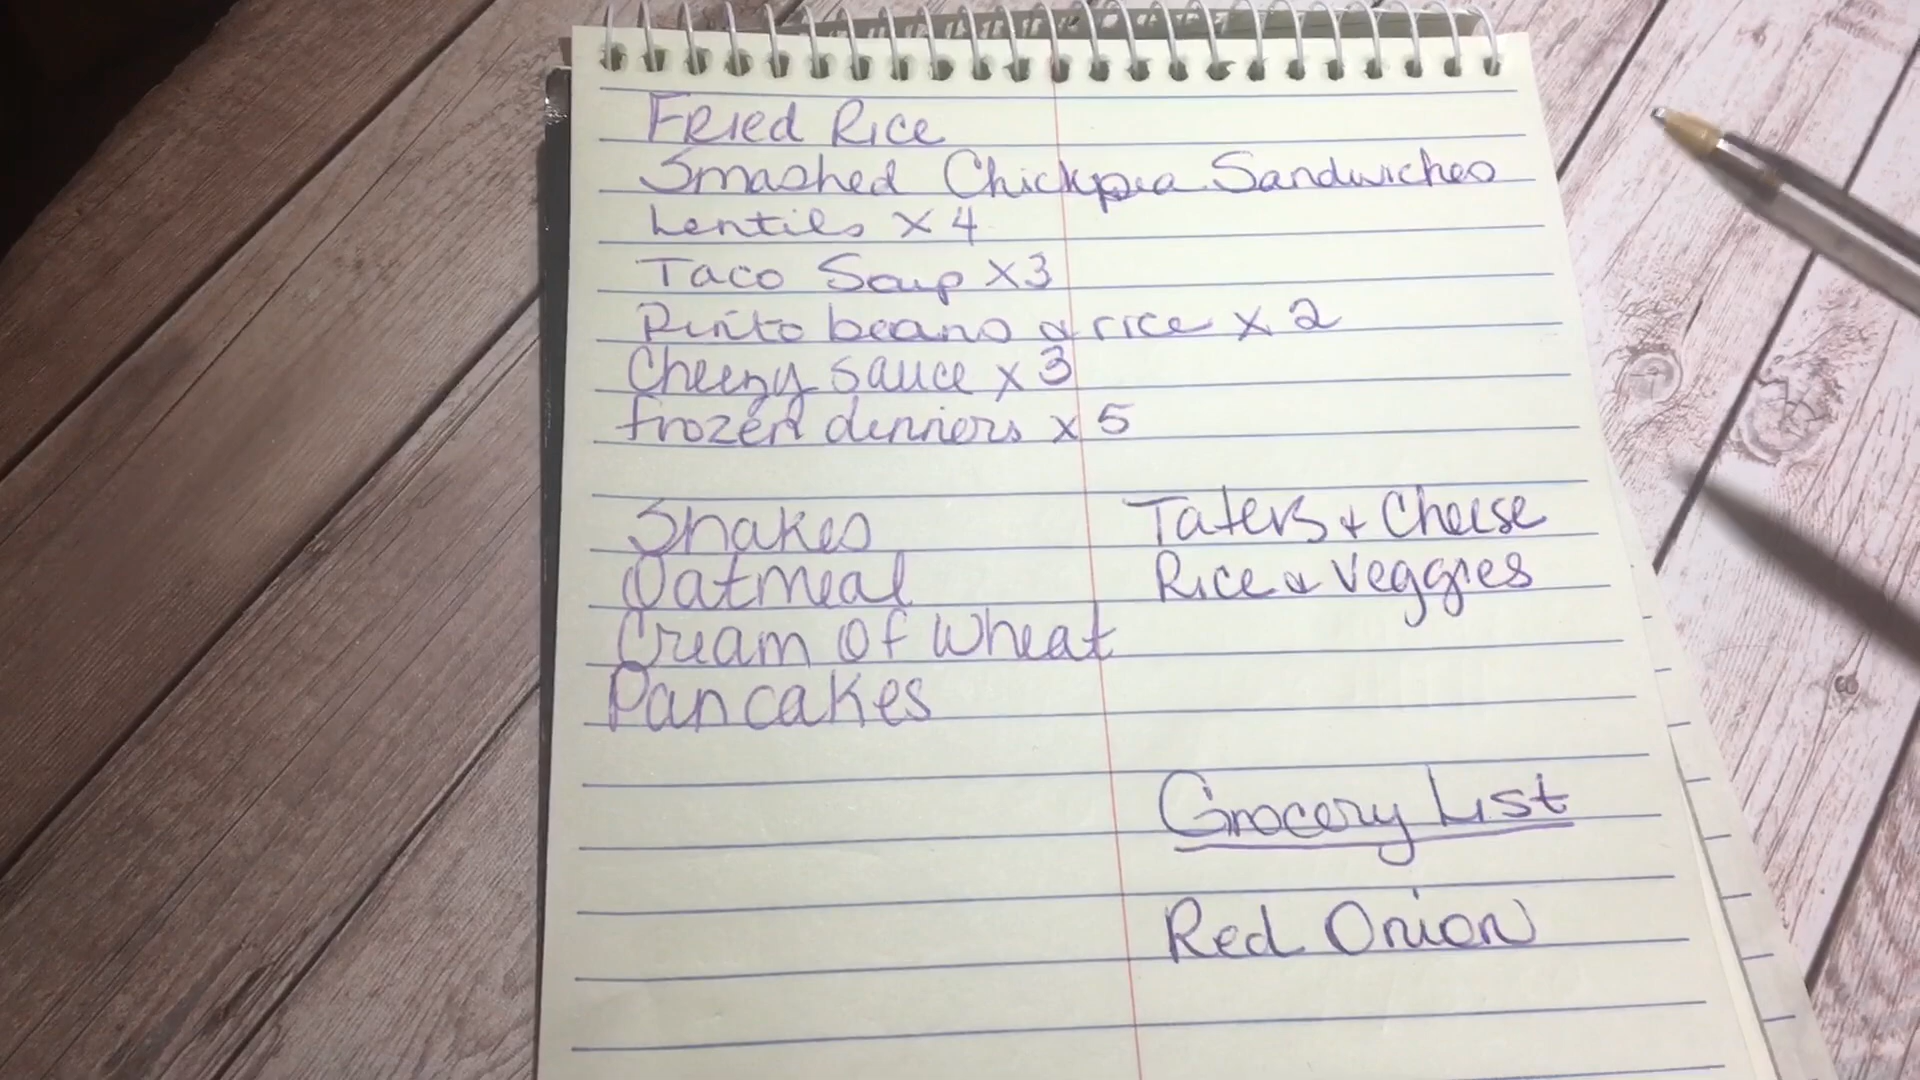 Fried Rice
Smashed Chickpea Sandwiches
Lentils x 4
Taco Soup x3
Pinto beans & rice x 2
Cheezy sauce x 3
frozen dinners x 5
Shakes
Oatmeal
Cream of Wheat
Pancakes
Taters & Cheese
Rice & Veggies
Grocery List
Red Onion